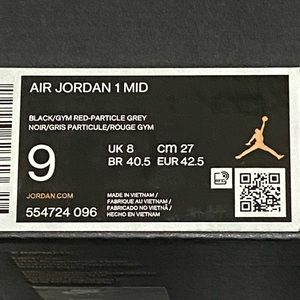 AIR JORDAN 1 MID
BLACK/GYM RED-PARTICLE GREY
NOIR/GRIS PARTICULE/ROUGE GYM
9
UK 8 cm 27
BR 40.5 EUR 42.5
JORDAN.COM
554724 096
MADE IN VIETNAM /
FABRIQUE AU VIETNAM /
FABRICADO NO VIETNÃ /
HECHO EN VIETNAM